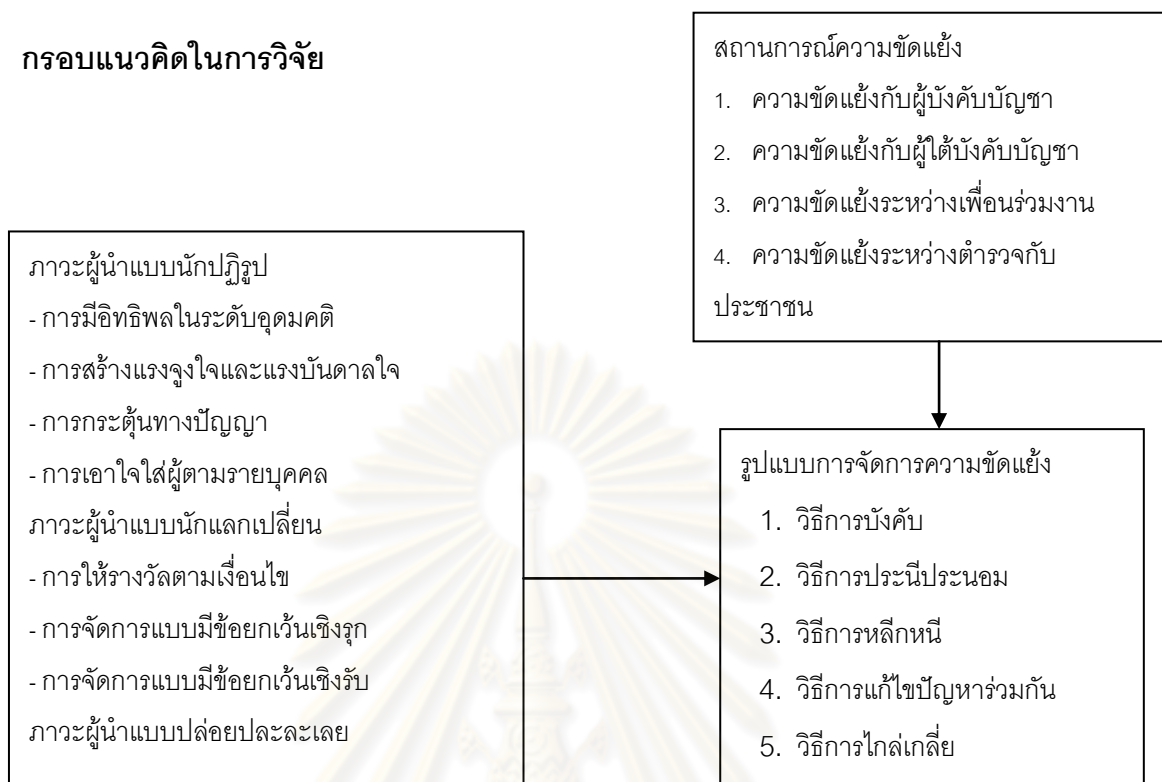 กรอบแนวคิดในการวิจัย
สถานการณ์ความขัดแย้ง
1. ความขัดแย้งกับผู้บังคับบัญชา
2. ความขัดแย้งกับผู้ใต้บังคับบัญชา
3. ความขัดแย้งระหว่างเพื่อนร่วมงาน
4. ความขัดแย้งระหว่างตำรวจกับ
ประชาชน
ภาวะผู้นำแบบนักปฏิรูป
- การมีอิทธิพลในระดับอุดมคติ
- การสร้างแรงจูงใจและแรงบันดาลใจ
- การกระตุ้นทางปัญญา
- การเอาใจใส่ผู้ตามรายบุคคล
ภาวะผู้นำแบบนักแลกเปลี่ยน
- การให้รางวัลตามเงื่อนไข
- การจัดการแบบมีข้อยกเว้นเชิงรุก
- การจัดการแบบมีข้อยกเว้นเชิงรับ
ภาวะผู้นำแบบปล่อยปละละเลย
รูปแบบการจัดการความขัดแย้ง
1. วิธีการบังคับ
2. วิธีการประนีประนอม
3. วิธีการหลีกหนี
4. วิธีการแก้ไขปัญหาร่วมกัน
5. วิธีการไกล่เกลี่ย